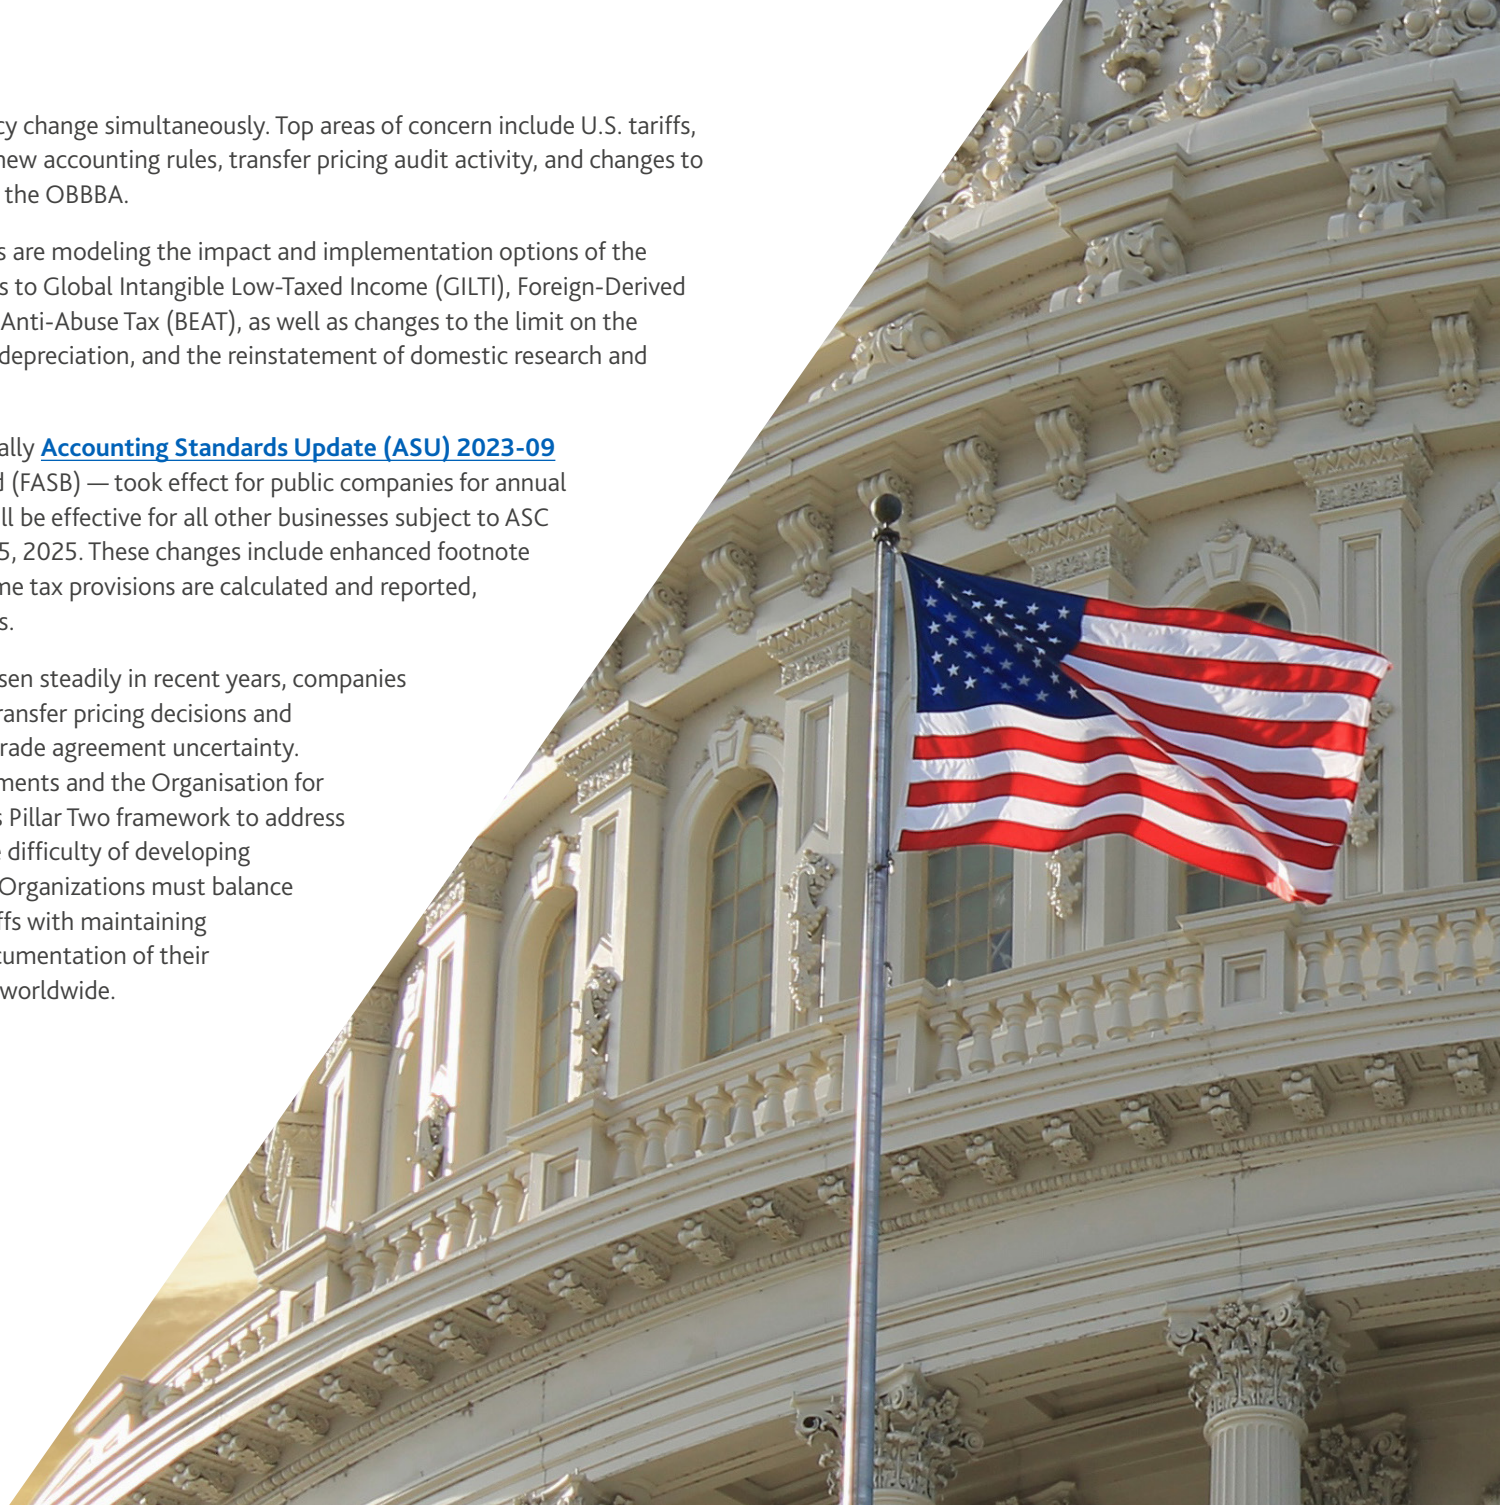 cy change simultaneously. Top areas of concern include U.S. tariffs,
new accounting rules, transfer pricing audit activity, and changes to
the OBBBA.
s are modeling the impact and implementation options of the
s to Global Intangible Low-Taxed Income (GILTI), Foreign-Derived
Anti-Abuse Tax (BEAT), as well as changes to the limit on the
depreciation, and the reinstatement of domestic research and
ally Accounting Standards Update (ASU) 2023-09
d (FASB) — took effect for public companies for annual
ll be effective for all other businesses subject to ASC
5, 2025. These changes include enhanced footnote
me tax provisions are calculated and reported,
s.
sen steadily in recent years, companies
ransfer pricing decisions and
rade agreement uncertainty.
ments and the Organisation for
s Pillar Two framework to address
e difficulty of developing
Organizations must balance
ffs with maintaining
cumentation of their
worldwide.